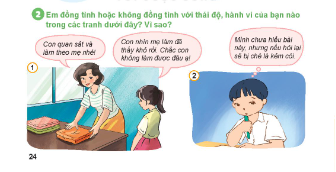 2 Em đồng tình hoặc không đồng tình với thái độ, hành vi của bạn nào
trong các tranh dưới đây? Vì sao?
Con quan sát và
làm theo mẹ nhé!
Con nhìn mẹ làm đã
thấy khó rồi. Chắc con
không làm được đâu ạ!
Mình chưa hiểu bài
này, nhưng nếu hỏi lại
sẽ bị chê là kém cỏi.
1
2
24